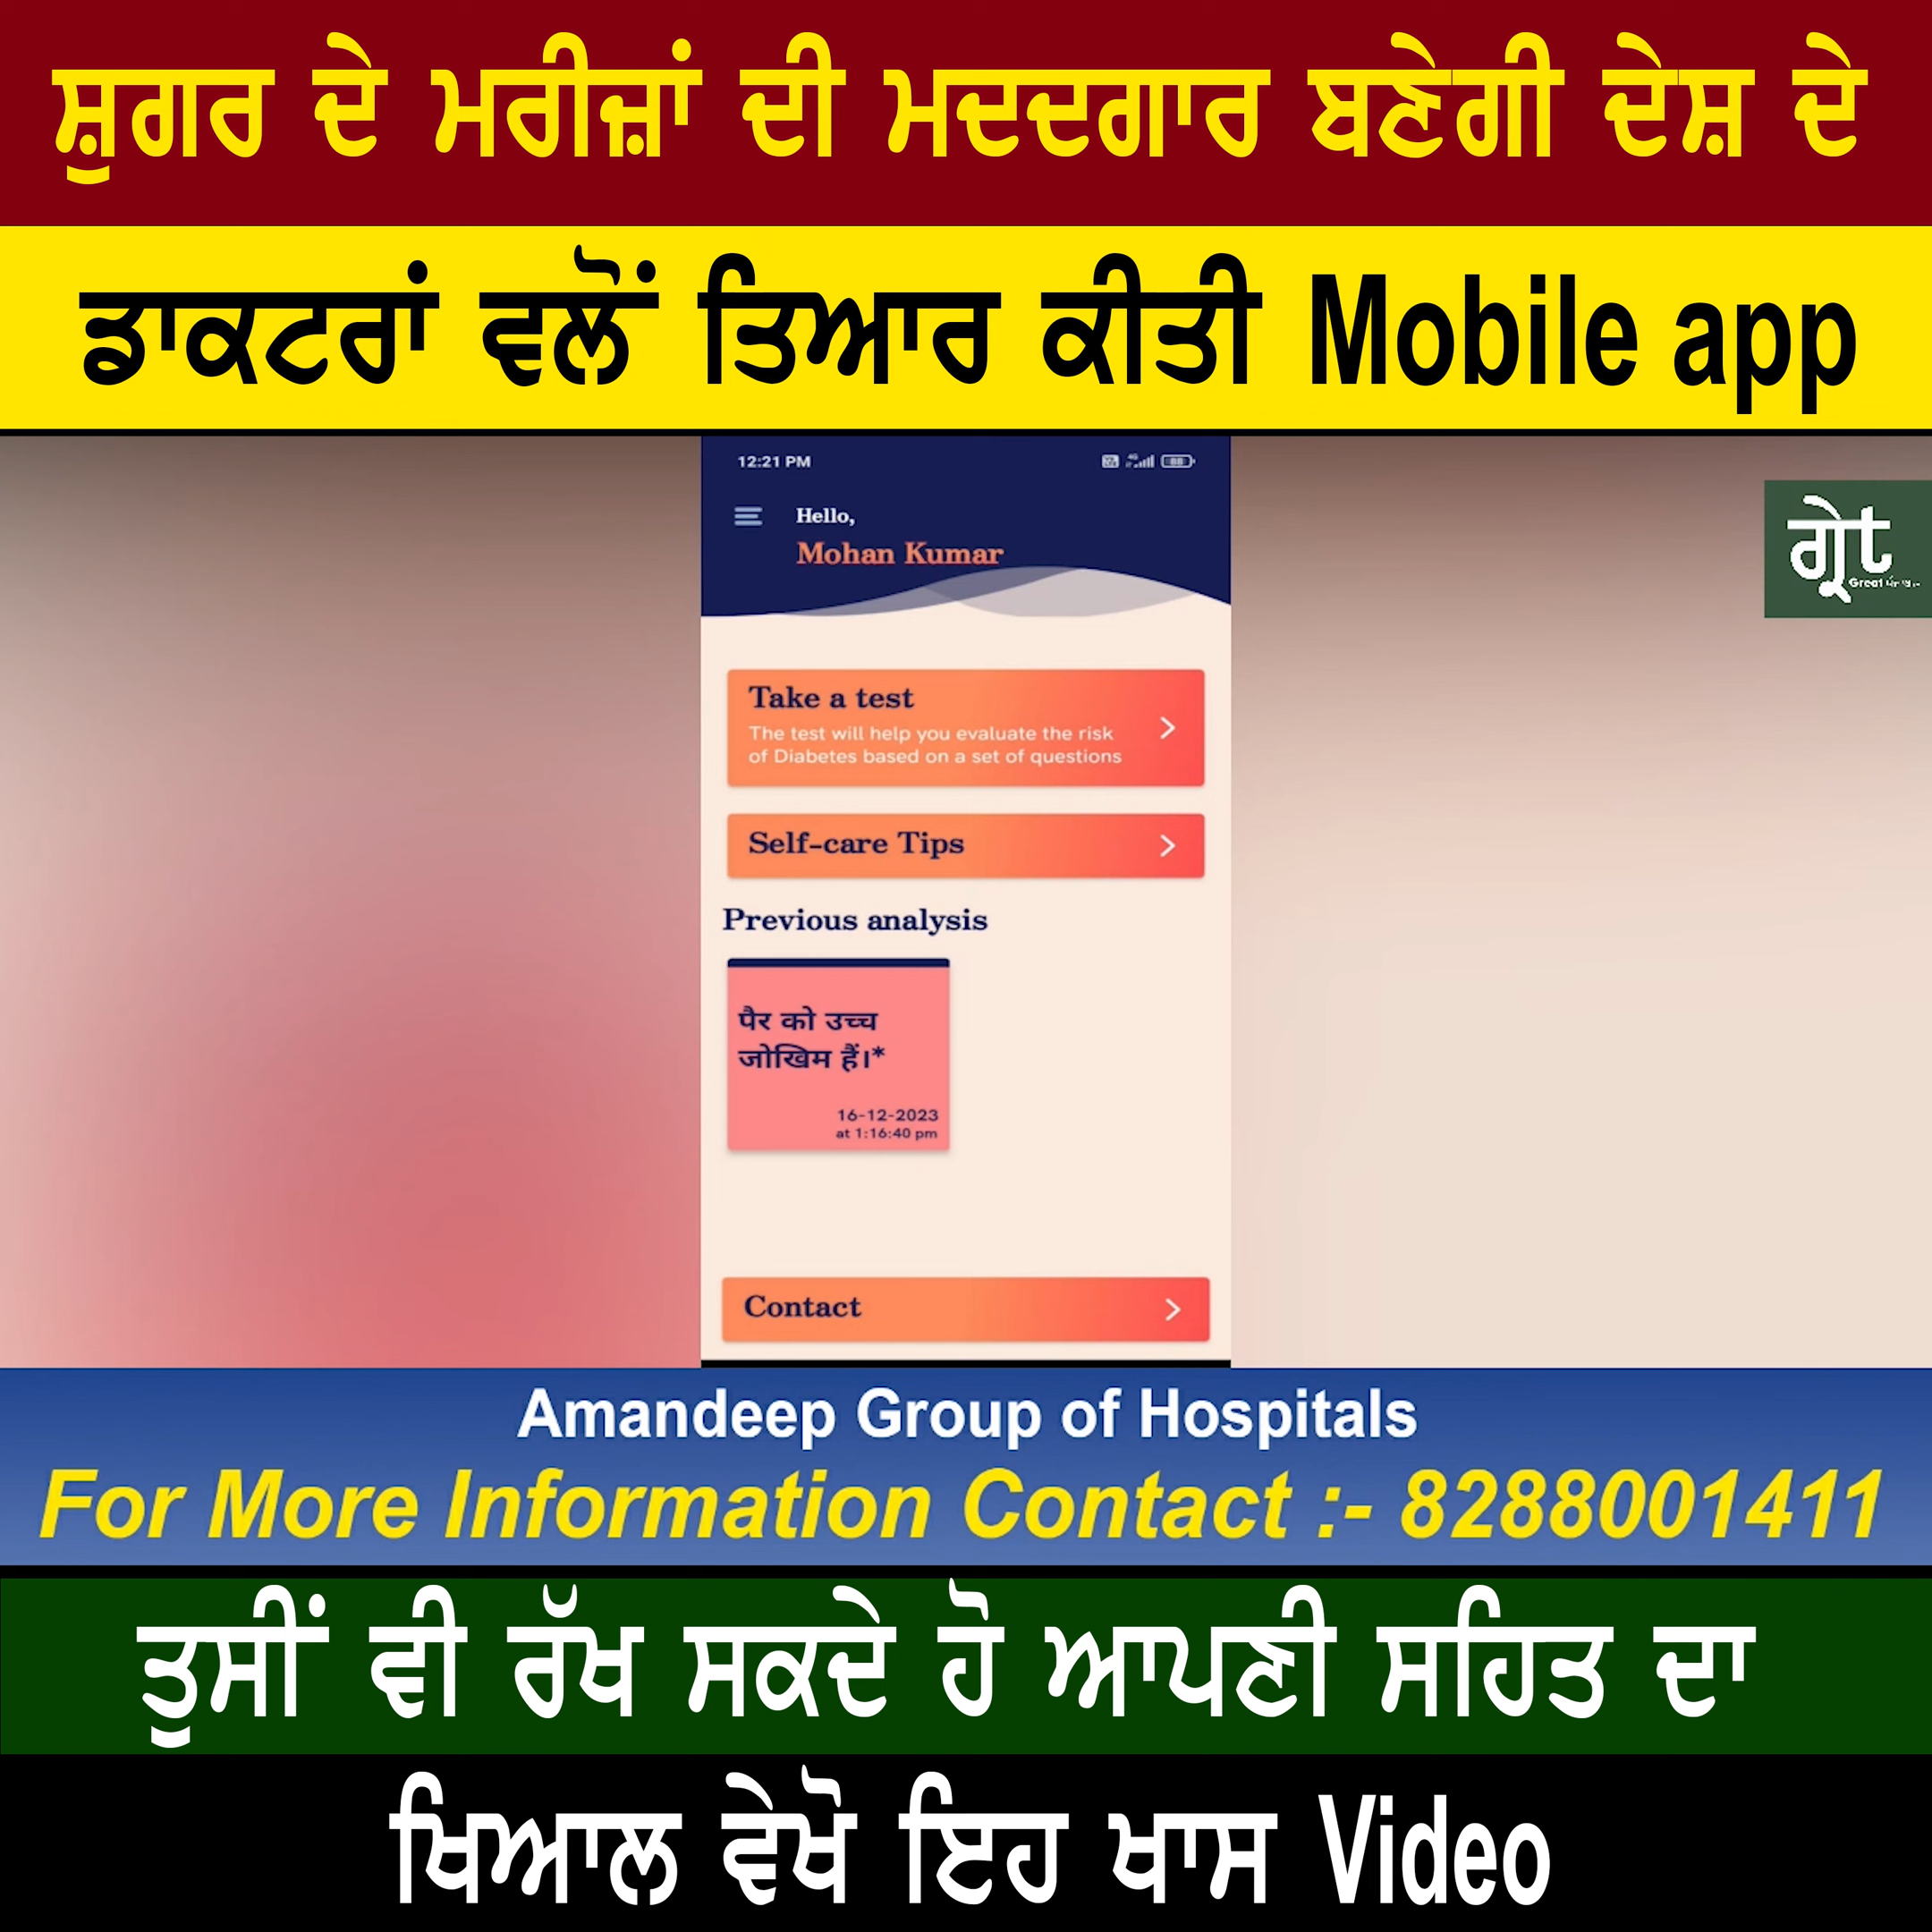 ਸ਼ੂਗਰ ਦੇ ਮਰੀਜ਼ਾਂ ਦੀ ਮਦਦਗਾਰ ਬਣੇਗੀ ਦੇਸ਼ ਦੇ
ਡਾਕਟਰਾਂ ਵਲੋਂ ਤਿਆਰ ਕੀਤੀ Mobile app
12:21 PM
4G
88
Hello,
Mohan Kumar
ਗ੍ਰੇt
Great
Take a test
The test will help you evaluate the risk
of Diabetes based on a set of questions
Self-care Tips
Previous analysis
पैर को उच्च
जोखिम हैं।*
16-12-2023
at 1:16:40 pm
Contact
Amandeep Group of Hospitals
For More Information Contact :- 8288001411
ਤੁਸੀਂ ਵੀ ਰੱਖ ਸਕਦੇ ਹੋ ਆਪਣੀ ਸਹਿਤ ਦਾ
ਖਿਆਲ ਵੇਖੋ ਇਹ ਖਾਸ Video